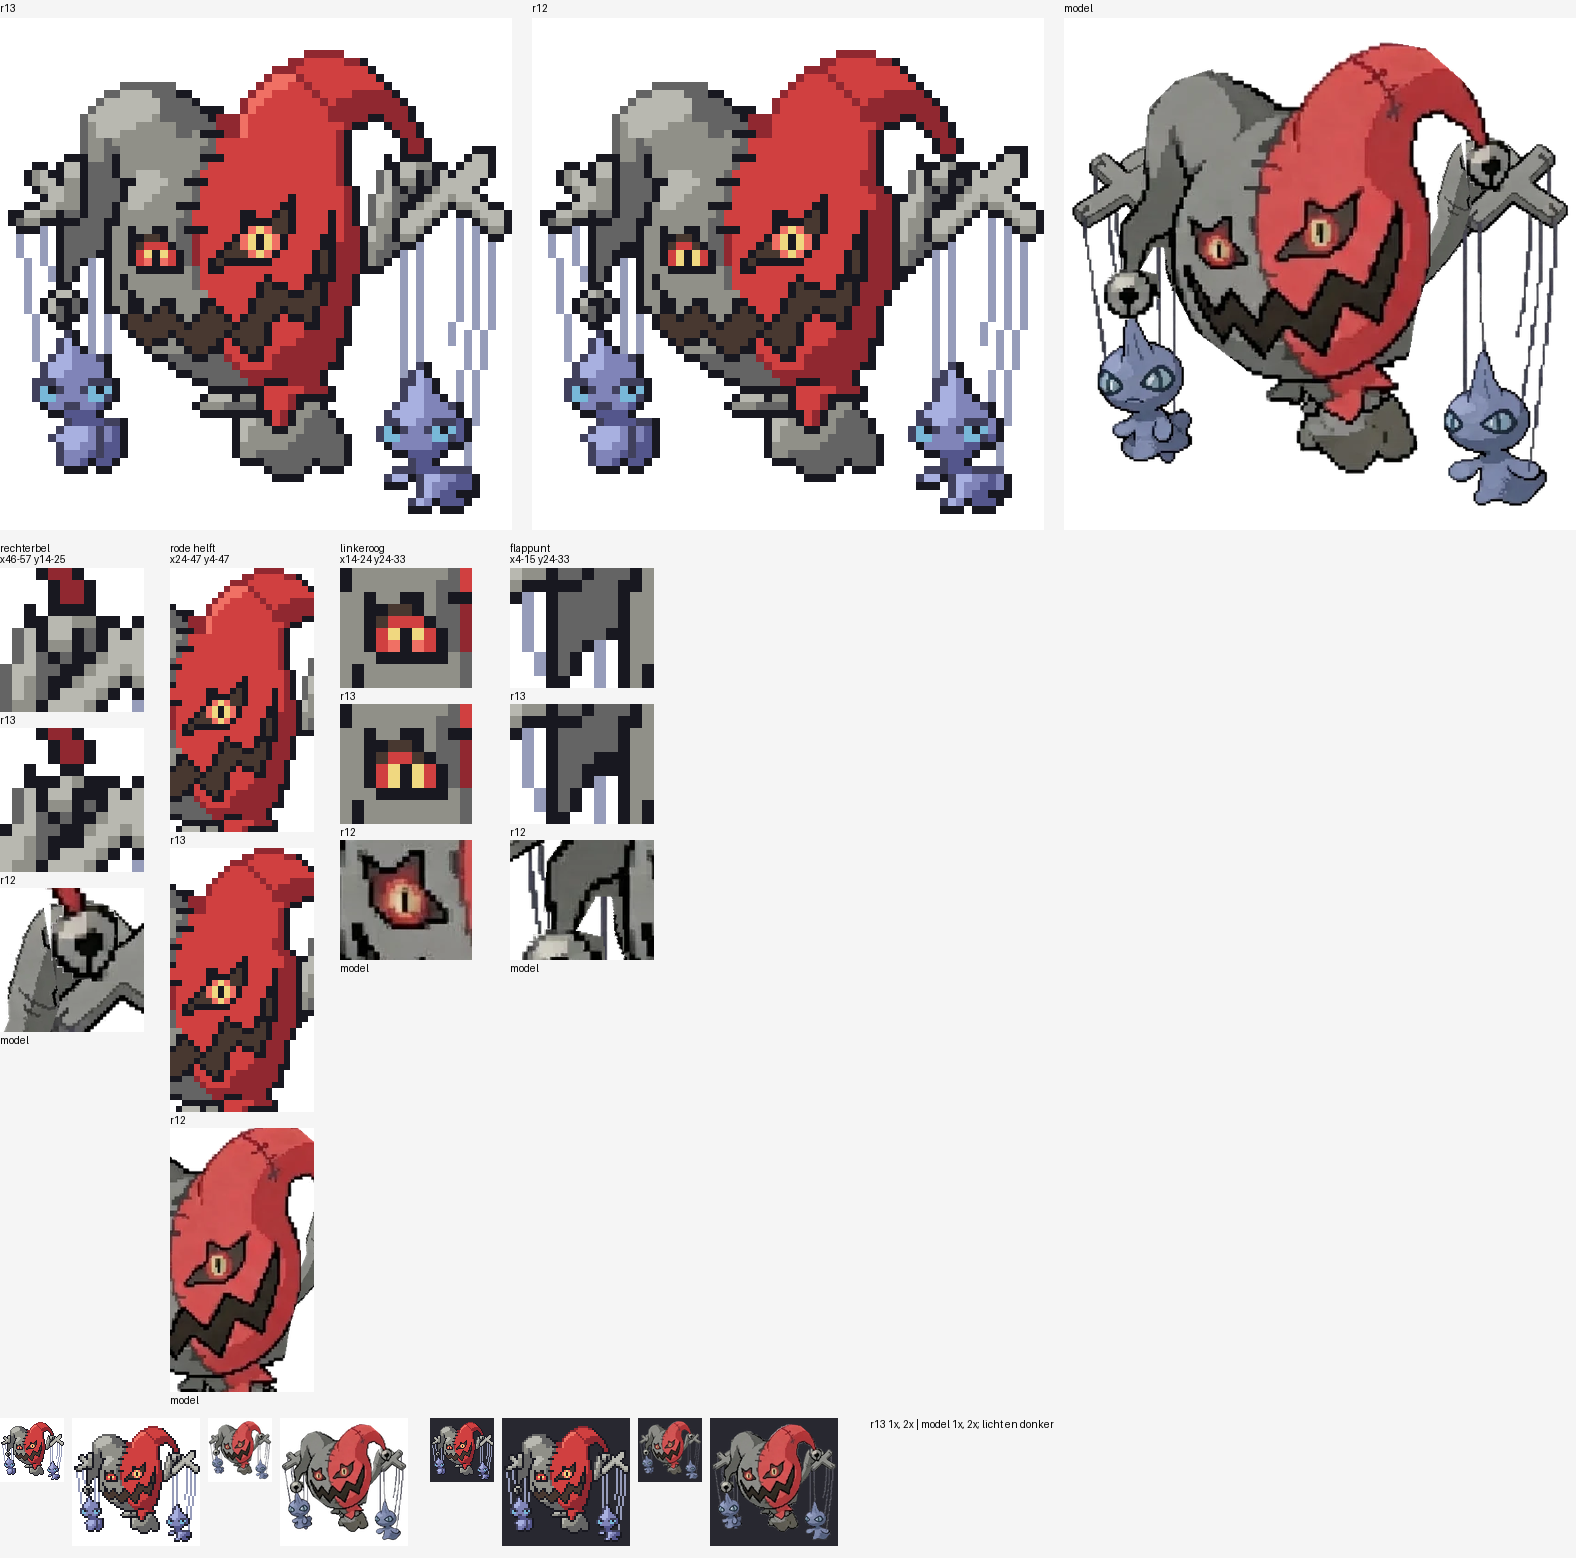 r13
r12
model
rechterbel
x46-57 y14-25
rode helft
x24-47 y4-47
linkeroog
x14-24 y24-33
flappunt
x4-15 y24-33
r13
r13
r13
r13
r12
r12
r12
r12
model
model
model
model
r13 1x, 2x | model 1x, 2x; licht en donker